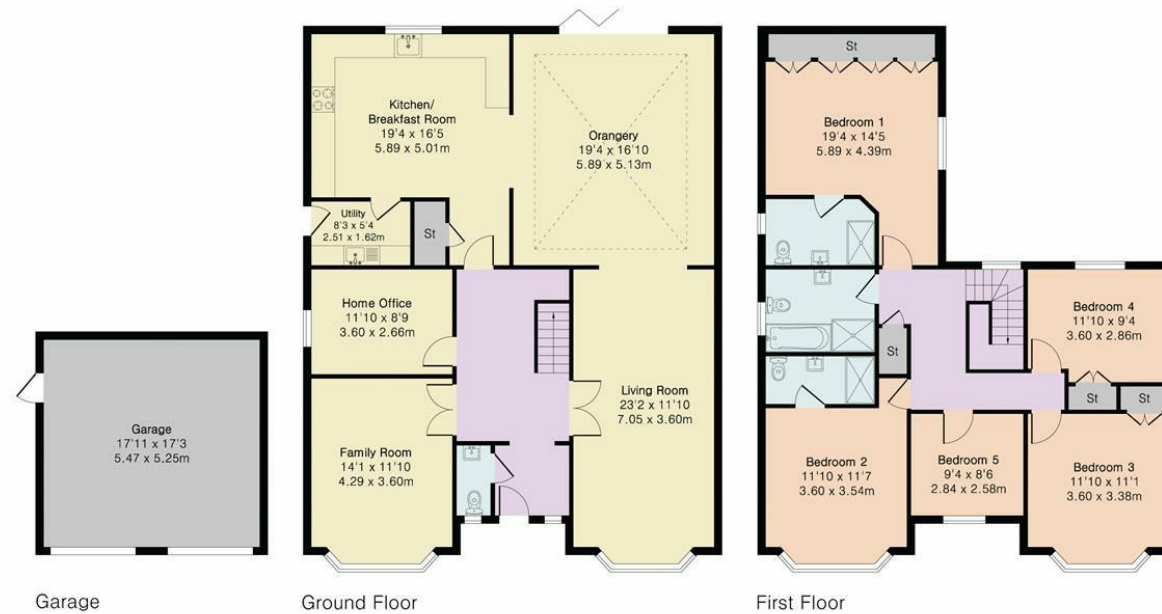 Garage
17'11 x 17'3
5.47 x 5.25m
Garage
Kitchen/
Breakfast Room
19'4 x 16'5
5.89 x 5.01m
Orangery
19'4 x 16'10
5.89 x 5.13m
Utility
8'3 x 5'4
2.51 x 1.62m
St
Home Office
11'10 x 8'9
3.60 x 2.66m
Living Room
23'2 x 11'10
7.05 x 3.60m
Family Room
14'1 x 11'10
4.29 x 3.60m
Ground Floor
St
Bedroom 1
19'4 x 14'5
5.89 x 4.39m
Bedroom 4
11'10 x 9'4
3.60 x 2.86m
St
St
St
Bedroom 2
11'10 x 11'7
3.60 x 3.54m
Bedroom 5
9'4 x 8'6
2.84 x 2.58m
Bedroom 3
11'10 x 11'1
3.60 x 3.38m
First Floor